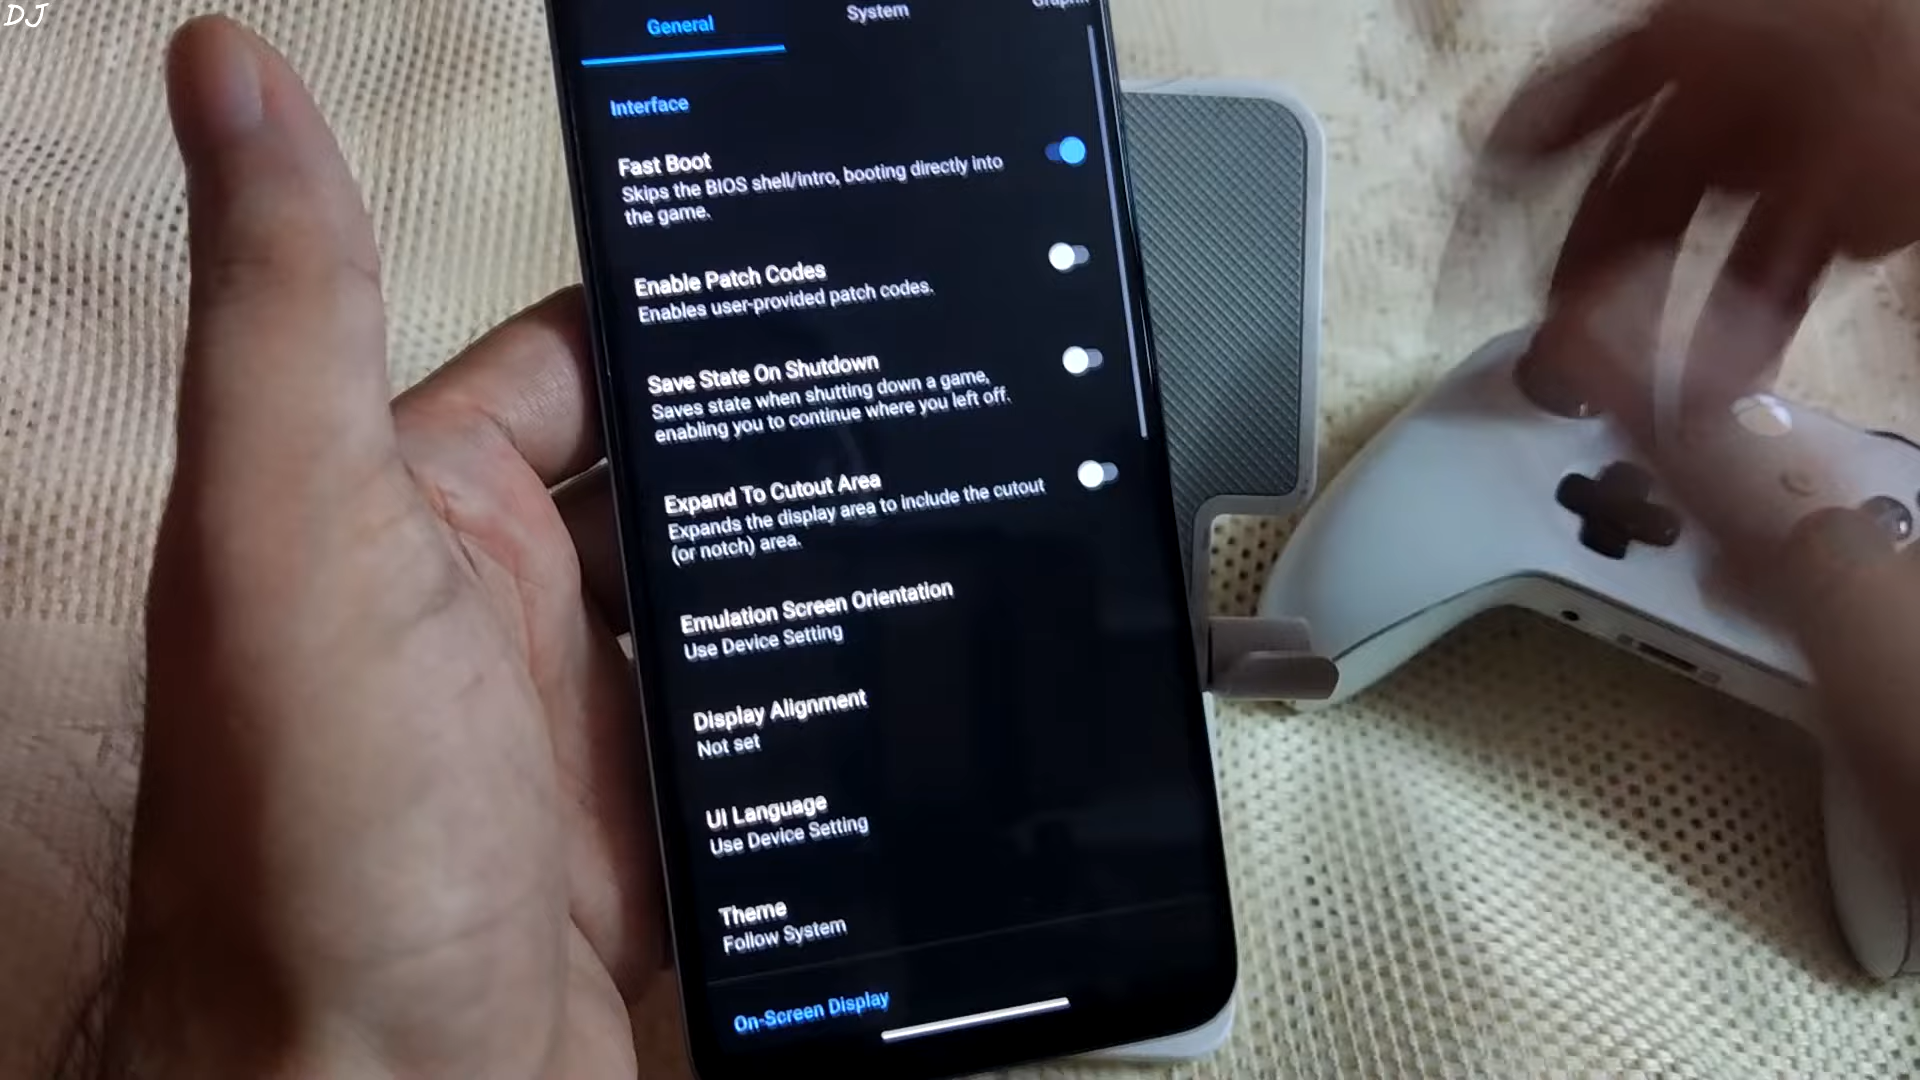 DJ
General
System
Interface
Fast Boot
Skips the BIOS shell/intro, booting directly into
the game.
Enable Patch Codes
Enables user-provided patch codes.
Save State On Shutdown
Saves state when shutting down a game,
enabling you to continue where you left off.
Expand To Cutout Area
Expands the display area to include the cutout
(or notch) area.
Emulation Screen Orientation
Use Device Setting
Display Alignment
Not set
UI Language
Use Device Setting
Theme
Follow System
On-Screen Display